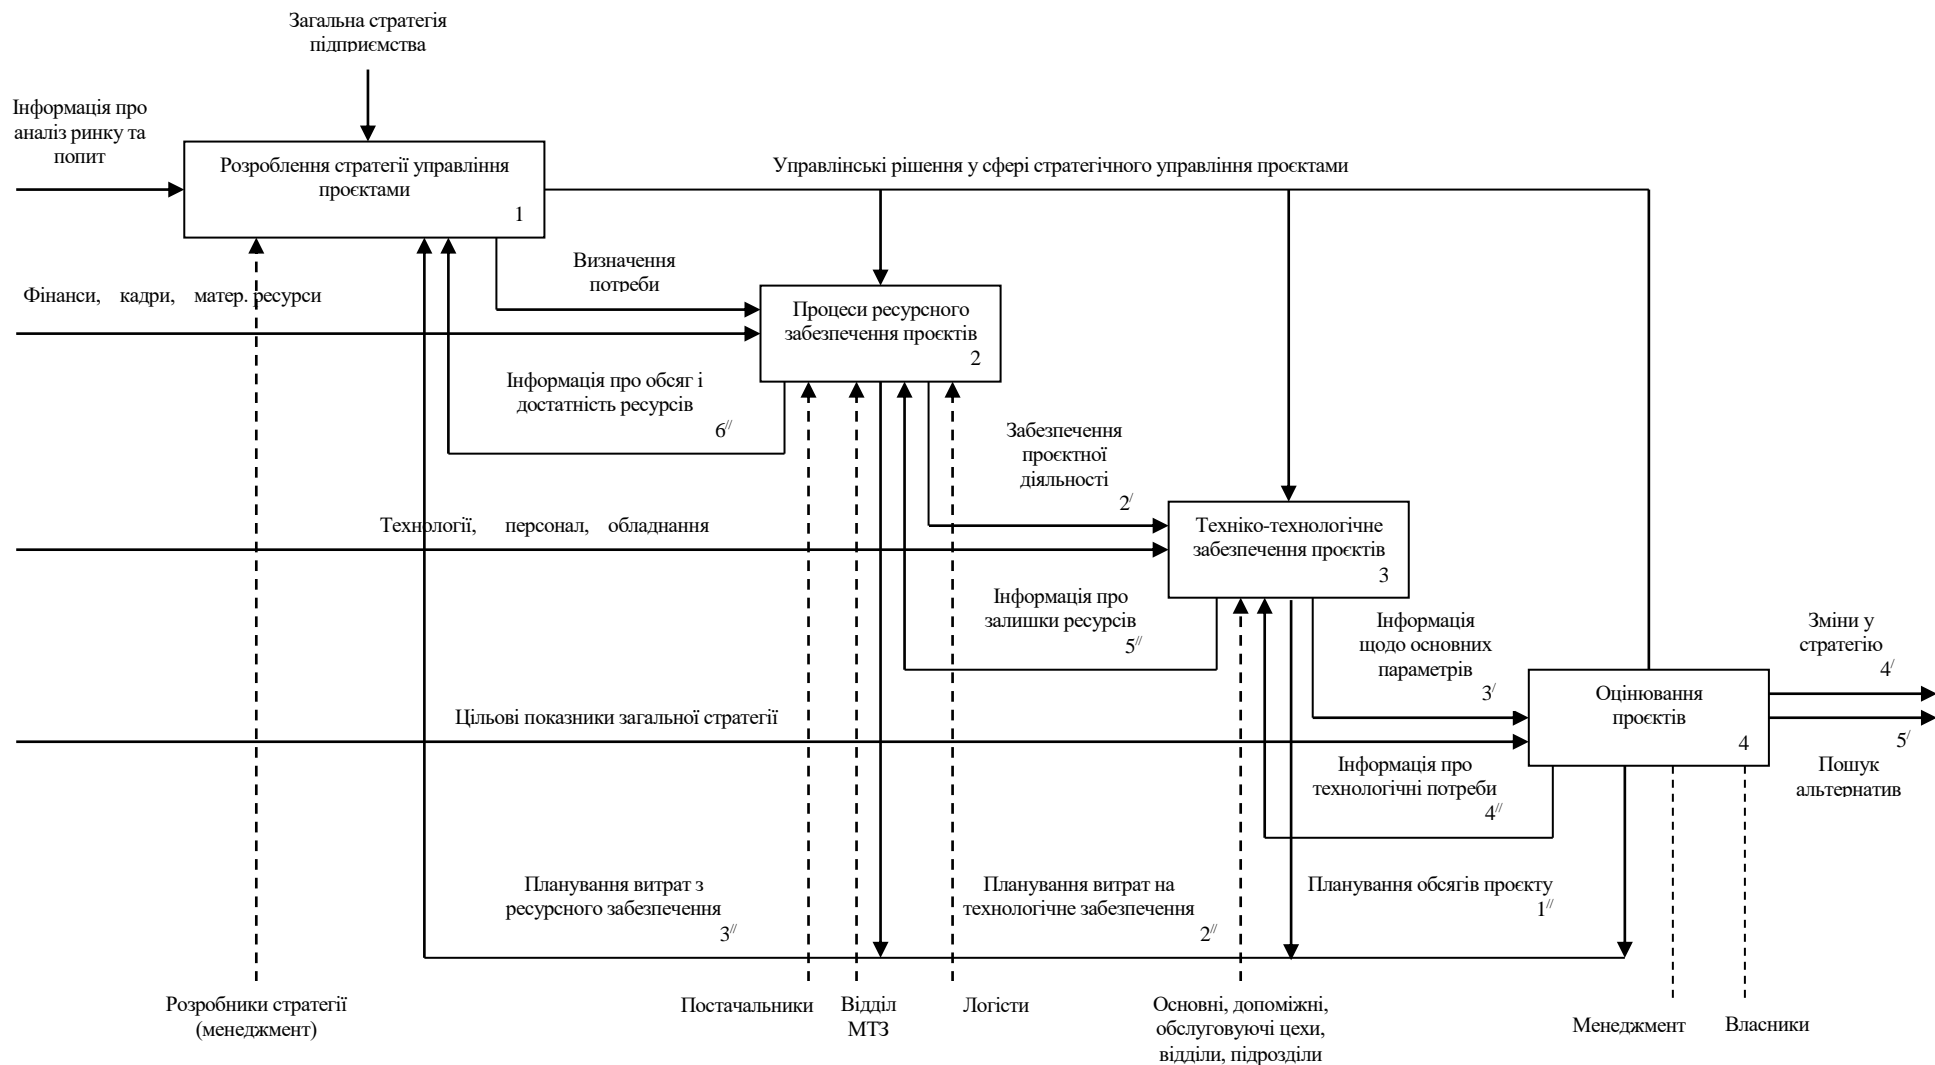 Загальна стратегія
підприємства
Інформація про
аналіз ринку та
попит
Розроблення стратегії управління
проєктами
1
Управлінські рішення у сфері стратегічного управління проєктами
Визначення
потреби
Фінанси, кадри, матер. ресурси
Процеси ресурсного
забезпечення проєктів
2
Інформація про обсяг і
достатність ресурсів
6//
Забезпечення
проєктної
діяльності
2/
Технології, персонал, обладнання
Техніко-технологічне
забезпечення проєктів
3
Інформація про
залишки ресурсів
5//
Інформація
щодо основних
параметрів
3/
Зміни у
стратегію
4/
Оцінювання
проєктів
4
Цільові показники загальної стратегії
5/
Пошук
альтернатив
Інформація про
технологічні потреби
4//
Планування витрат з
ресурсного забезпечення
3//
Планування витрат на
технологічне забезпечення
2//
Планування обсягів проєкту
1//
Розробники стратегії
(менеджмент)
Постачальники
Відділ
МТЗ
Логісти
Основні, допоміжні,
обслуговуючі цехи,
відділи, підрозділи
Менеджмент
Власники